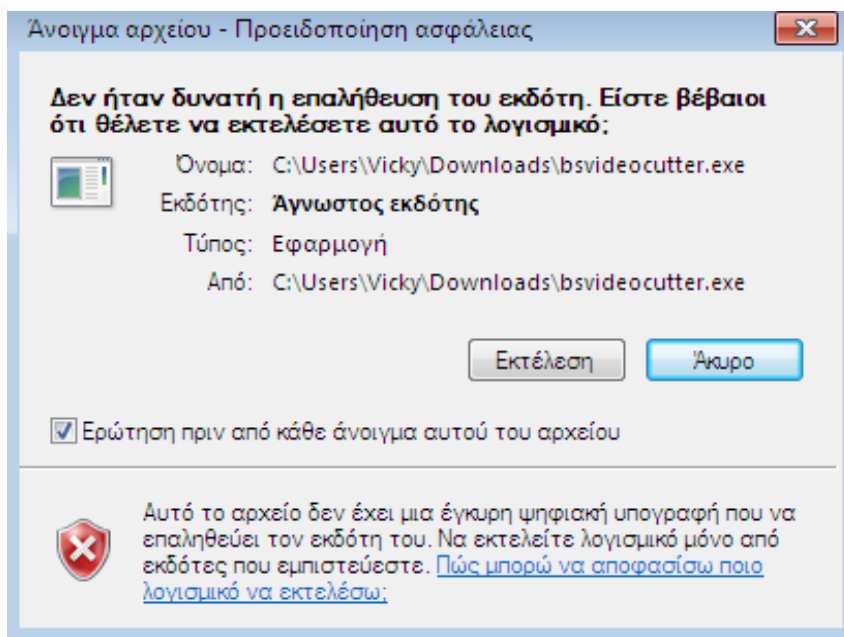 Άνοιγμα αρχείου - Προειδοποίηση ασφάλειας
Δεν ήταν δυνατή η επαλήθευση του εκδότη. Είστε βέβαιοι
ότι θέλετε να εκτελέσετε αυτό το λογισμικό;
Όνομα: C:\Users\Vicky\Downloads\bsvideocutter.exe
Εκδότης: Άγνωστος εκδότης
Τύπος: Εφαρμογή
Από: C:\Users\Vicky\Downloads\bsvideocutter.exe
Εκτέλεση Άκυρο
Ερώτηση πριν από κάθε άνοιγμα αυτού του αρχείου
Αυτό το αρχείο δεν έχει μια έγκυρη ψηφιακή υπογραφή που να
επαληθεύει τον εκδότη του. Να εκτελείτε λογισμικό μόνο από
εκδότες που εμπιστεύεστε. Πώς μπορώ να αποφασίσω ποιο
λογισμικό να εκτελέσω;